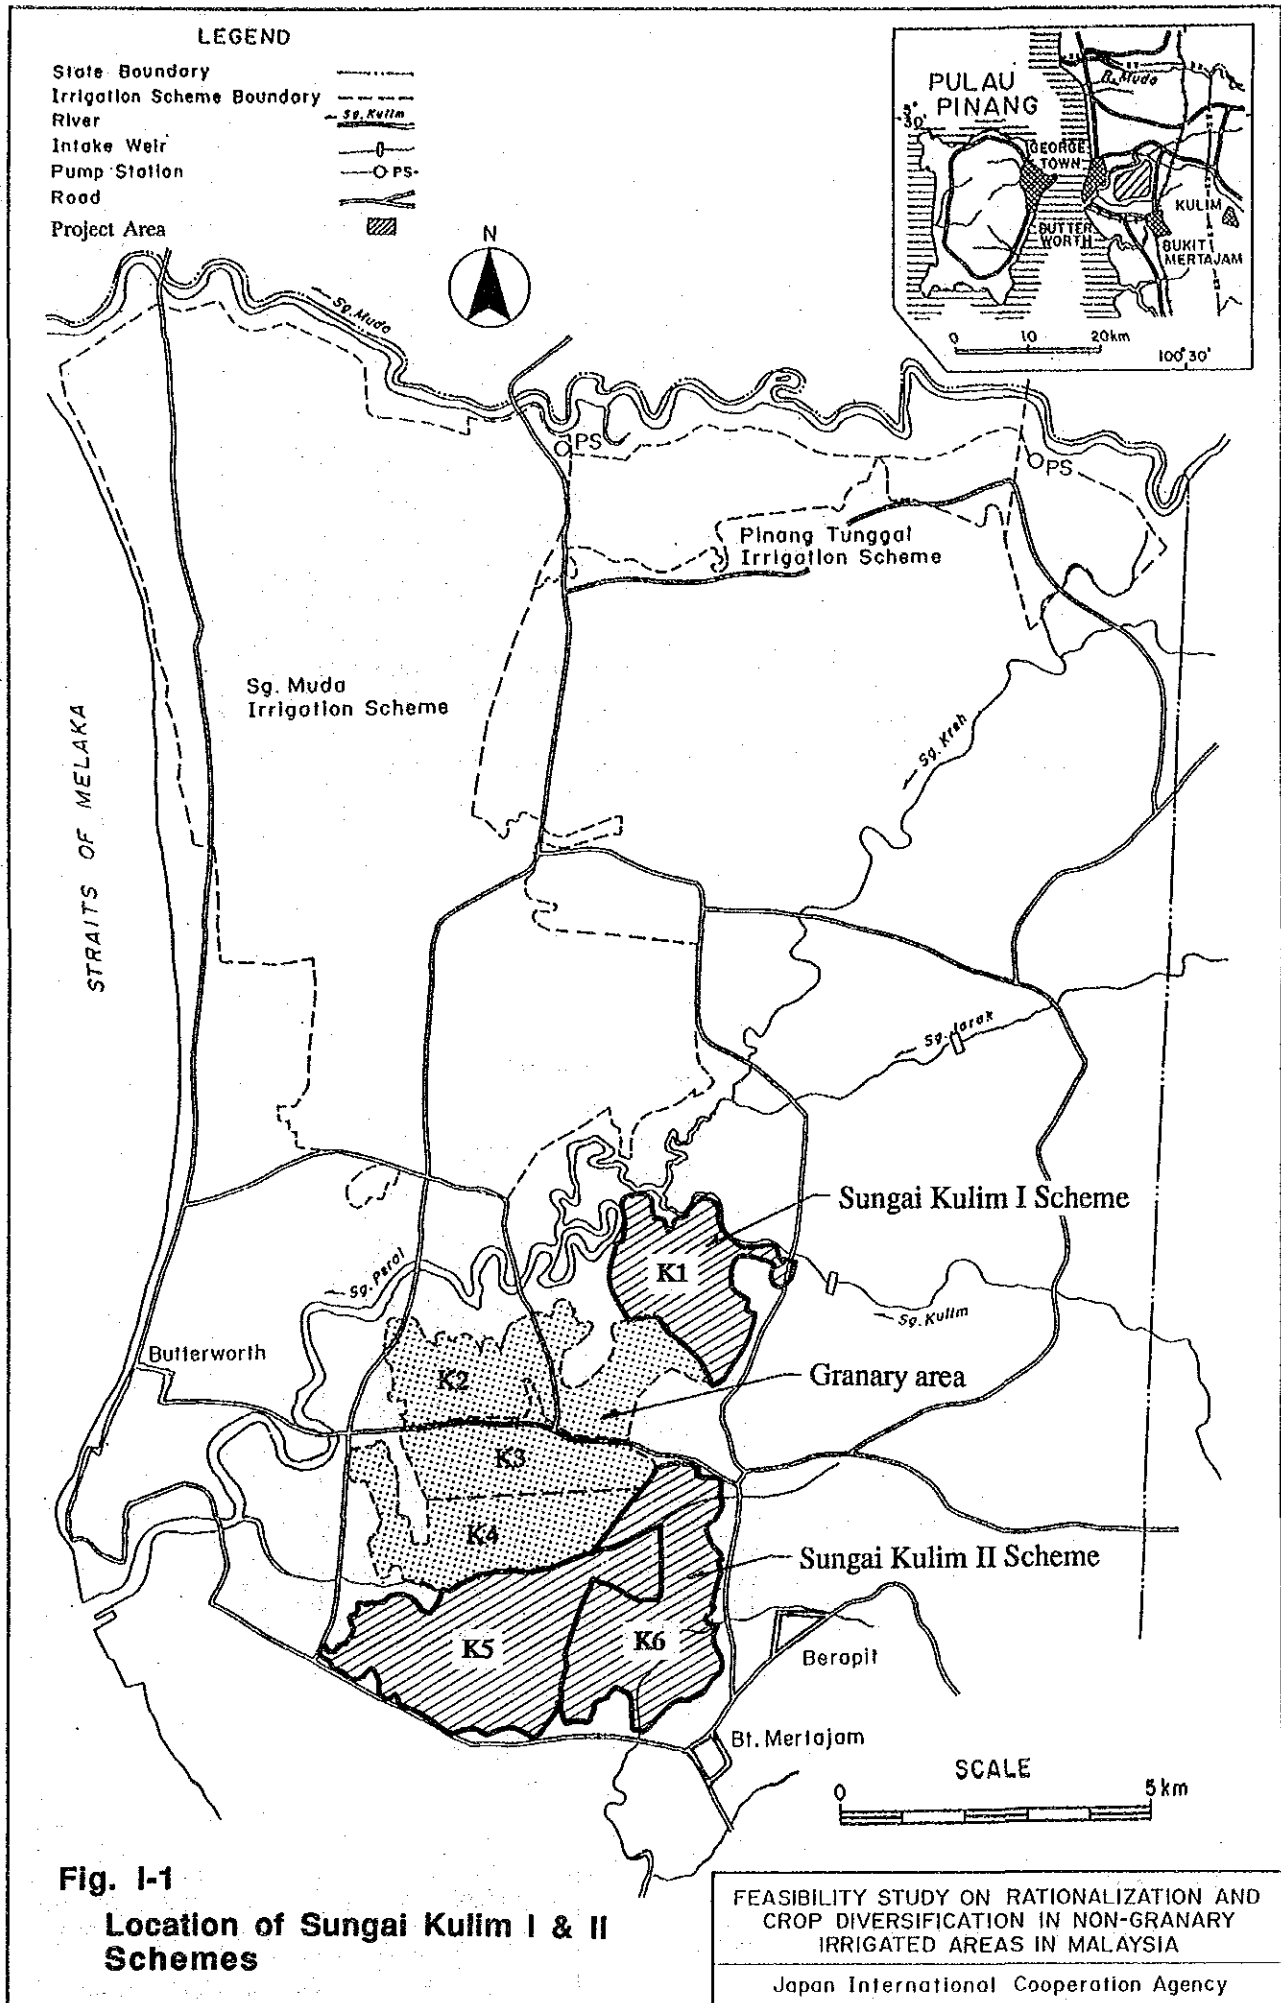 LEGEND
State Boundary
Irrigation Scheme Boundary
River
Sg. Kulim
Intake Weir
Pump Station
PS
Road
Project Area
N
PULAU
PINANG
5°
30'
GEORGE
TOWN
BUTTER
WORTH
KULIM
BUKIT
MERTAJAM
0 10 20km
100°30'
Sg. Muda
PS
PS
Pinang Tunggal
Irrigation Scheme
Sg. Muda
Irrigation Scheme
STRAITS OF MELAKA
Sg. Kreh
Sg. Jarak
Sungai Kulim I Scheme
K1
Sg. Perai
Sg. Kulim
Butterworth
K2
Granary area
K3
K4
Sungai Kulim II Scheme
K5
K6
Berapit
Bt. Mertajam
SCALE
0 5 km
Fig. I-1
Location of Sungai Kulim I & II
Schemes
FEASIBILITY STUDY ON RATIONALIZATION AND
CROP DIVERSIFICATION IN NON-GRANARY
IRRIGATED AREAS IN MALAYSIA
Japan International Cooperation Agency